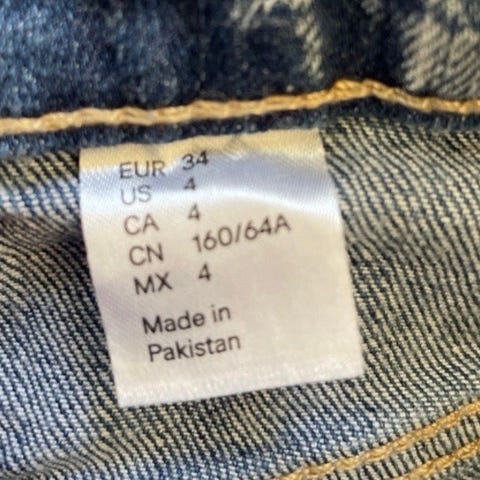 EUR 34
US 4
CA 4
CN 160/64A
MX 4
Made in
Pakistan